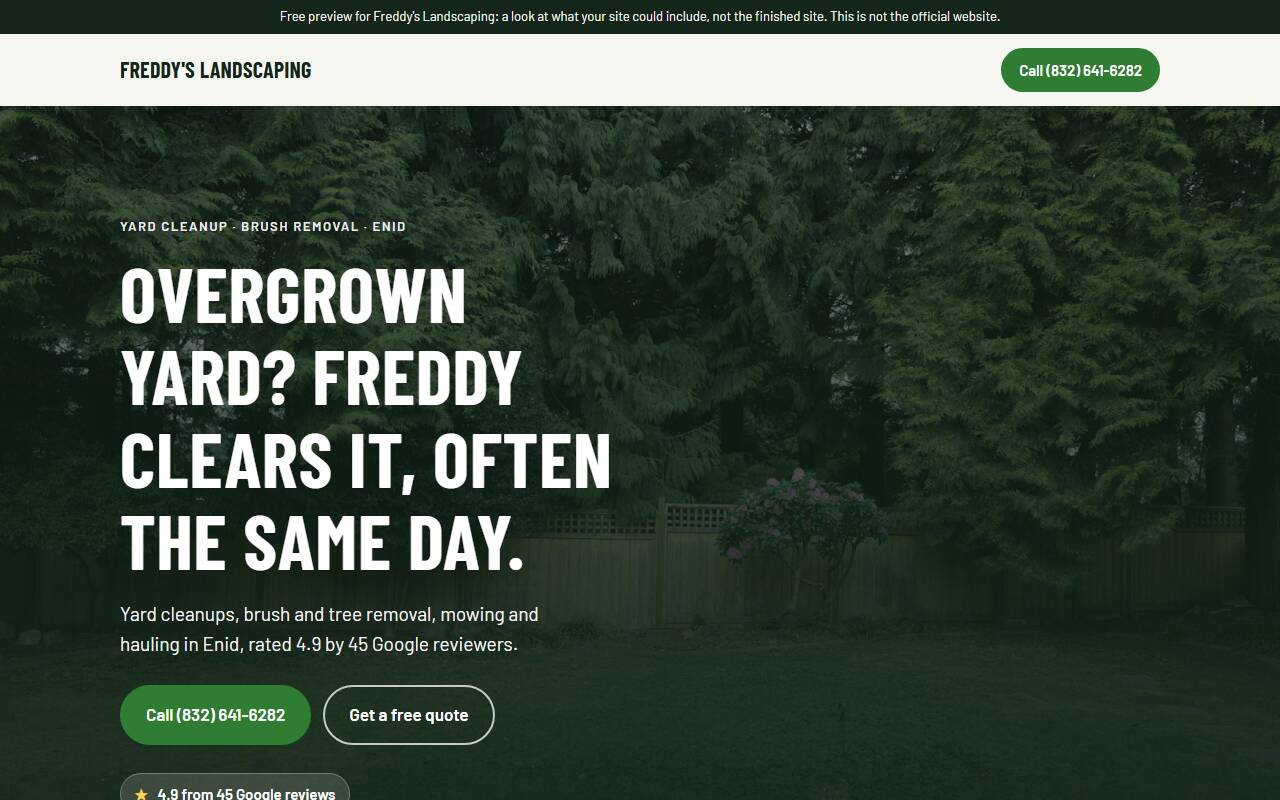 Free preview for Freddy's Landscaping: a look at what your site could include, not the finished site. This is not the official website.
FREDDY'S LANDSCAPING
Call (832) 641-6282
YARD CLEANUP · BRUSH REMOVAL · ENID
OVERGROWN
YARD? FREDDY
CLEARS IT, OFTEN
THE SAME DAY.
Yard cleanups, brush and tree removal, mowing and
hauling in Enid, rated 4.9 by 45 Google reviewers.
Call (832) 641-6282
Get a free quote
★ 4.9 from 45 Google reviews